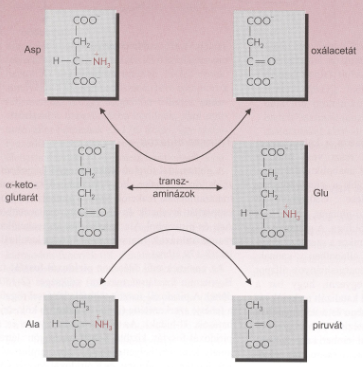 COO⁻
CH₂
Asp
H—C—NH₃⁺
COO⁻
COO⁻
CH₂
C=O
oxálacetát
COO⁻
α-keto-
glutarát
COO⁻
CH₂
CH₂
C=O
COO⁻
transz-
aminázok
COO⁻
CH₂
CH₂
H—C—NH₃⁺
COO⁻
Glu
Ala
CH₃
H—C—NH₃⁺
COO⁻
CH₃
C=O
COO⁻
piruvát